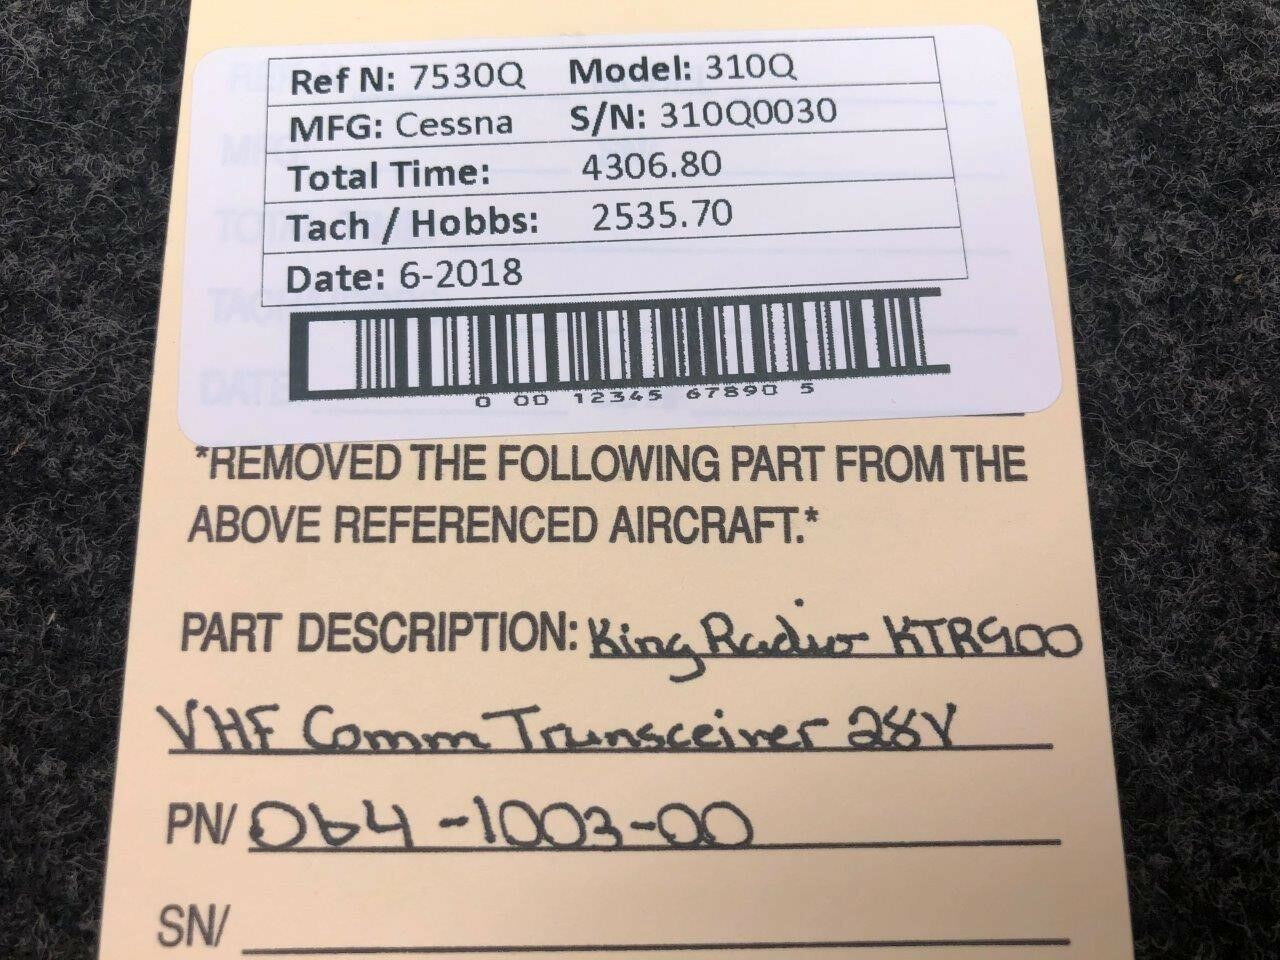 Ref N: 7530Q Model: 310Q
MFG: Cessna S/N: 310Q0030
Total Time: 4306.80
Tach / Hobbs: 2535.70
Date: 6-2018
0 00 12345 67890 5
*REMOVED THE FOLLOWING PART FROM THE
ABOVE REFERENCED AIRCRAFT.*
PART DESCRIPTION: King Radio KTR900
VHF Comm Transceiver 28V
PN/ 064-1003-00
SN/